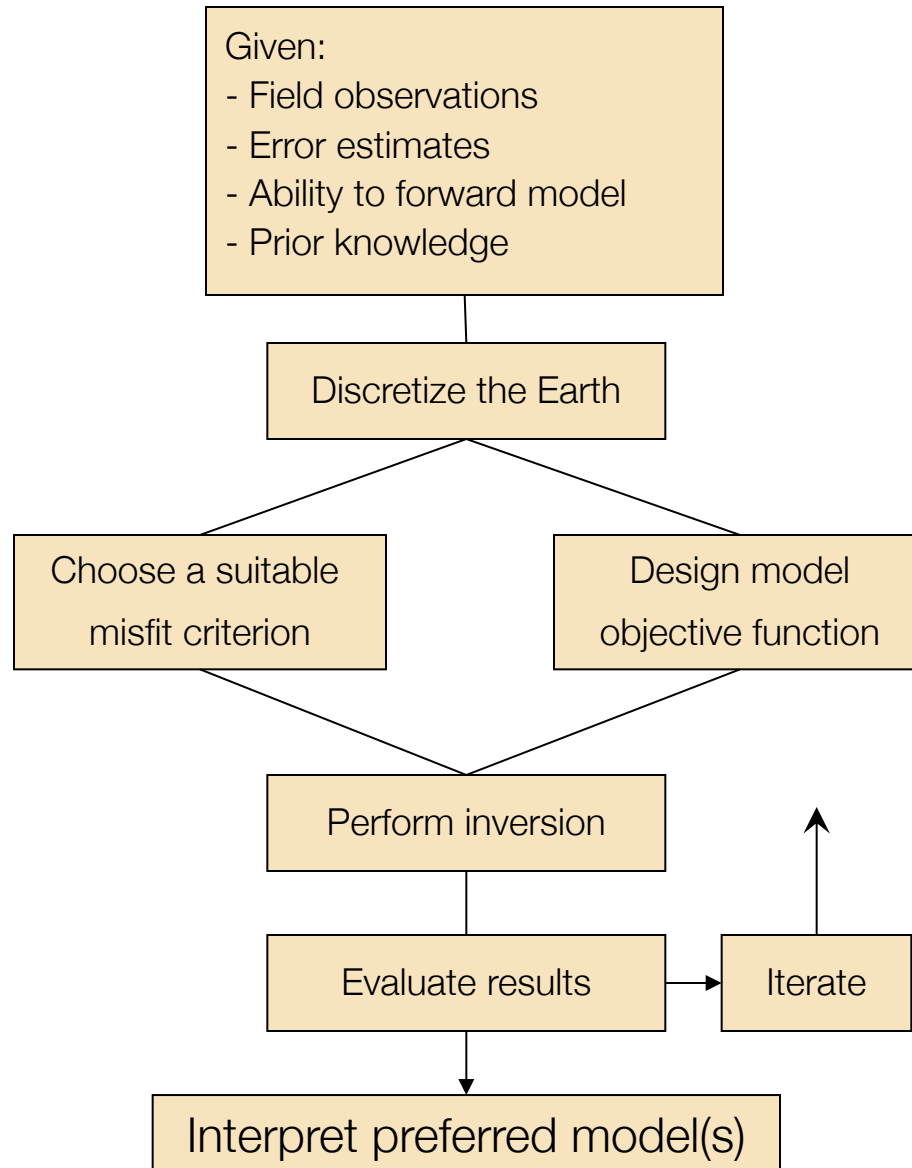 Given:
- Field observations
- Error estimates
- Ability to forward model
- Prior knowledge
Discretize the Earth
Choose a suitable
misfit criterion
Design model
objective function
Perform inversion
Evaluate results
Iterate
Interpret preferred model(s)